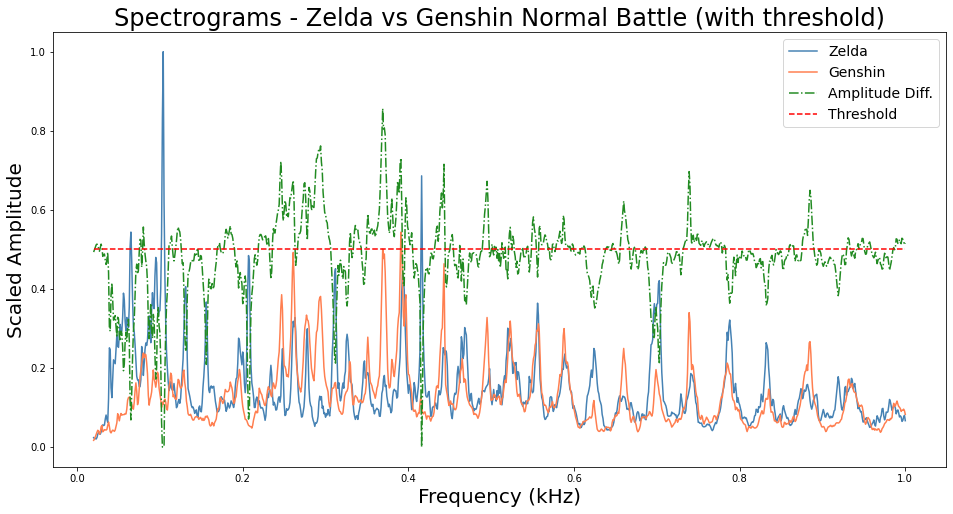 Spectrograms - Zelda vs Genshin Normal Battle (with threshold)
Zelda
Genshin
Amplitude Diff.
Threshold
Scaled Amplitude
1.0
0.8
0.6
0.4
0.2
0.0
0.0
0.2
0.4
0.6
0.8
1.0
Frequency (kHz)